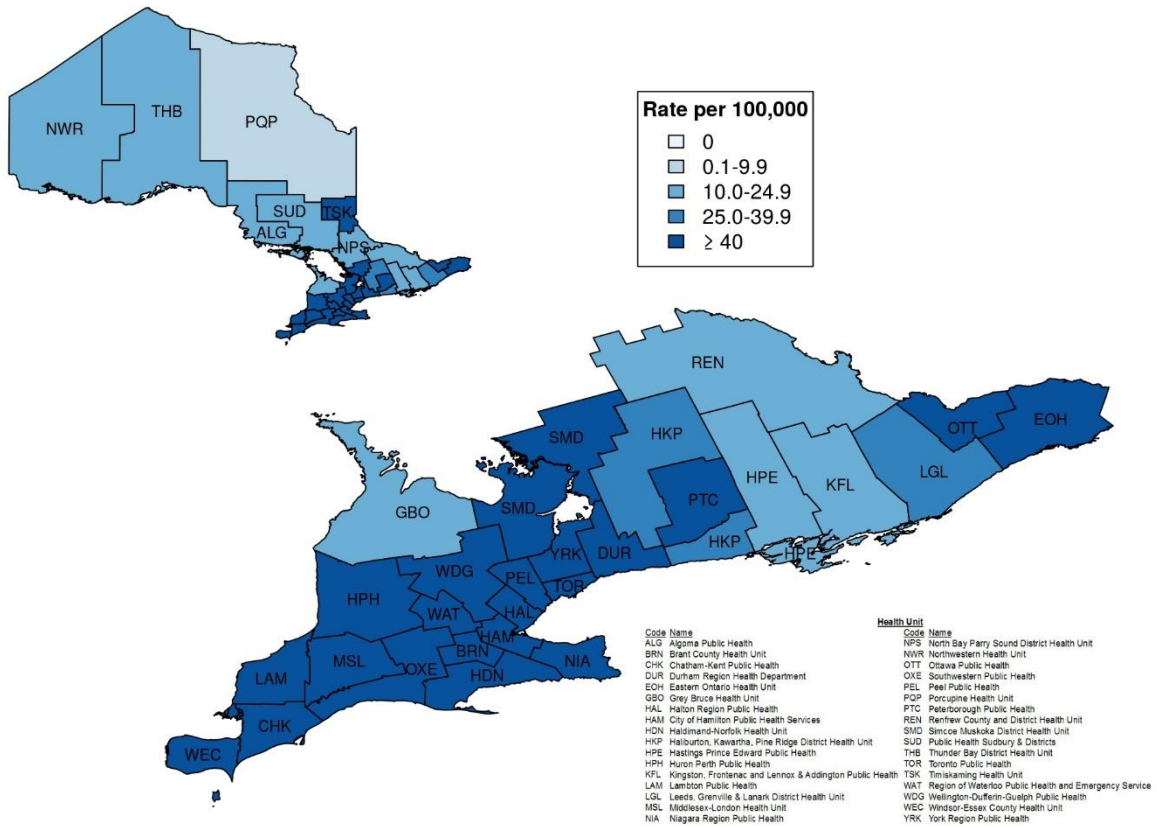 NWR
THB
PQP
SUD
TSK
ALG
NPS
Rate per 100,000
0
0.1-9.9
10.0-24.9
25.0-39.9
≥ 40
REN
SMD
HKP
OTT
EOH
LGL
GBO
SMD
PTC
HPE
KFL
YRK
DUR
HKP
HPE
WDG
PEL
TOR
HPH
WAT
HAL
HAM
MSL
BRN
NIA
LAM
OXE
HDN
CHK
WEC
Health Unit
Code Name
ALG Algoma Public Health
BRN Brant County Health Unit
CHK Chatham-Kent Public Health
DUR Durham Region Health Department
EOH Eastern Ontario Health Unit
GBO Grey Bruce Health Unit
HAL Halton Region Public Health
HAM City of Hamilton Public Health Services
HDN Haldimand-Norfolk Health Unit
HKP Haliburton, Kawartha, Pine Ridge District Health Unit
HPE Hastings Prince Edward Public Health
HPH Huron Perth Public Health
KFL Kingston, Frontenac and Lennox & Addington Public Health
LAM Lambton Public Health
LGL Leeds, Grenville & Lanark District Health Unit
MSL Middlesex-London Health Unit
NIA Niagara Region Public Health
Code Name
NPS North Bay Parry Sound District Health Unit
NWR Northwestern Health Unit
OTT Ottawa Public Health
OXE Southwestern Public Health
PEL Peel Public Health
PQP Porcupine Health Unit
PTC Peterborough Public Health
REN Renfrew County and District Health Unit
SMD Simcoe Muskoka District Health Unit
SUD Public Health Sudbury & Districts
THB Thunder Bay District Health Unit
TOR Toronto Public Health
TSK Timiskaming Health Unit
WAT Region of Waterloo Public Health and Emergency Service
WDG Wellington-Dufferin-Guelph Public Health
WEC Windsor-Essex County Health Unit
YRK York Region Public Health